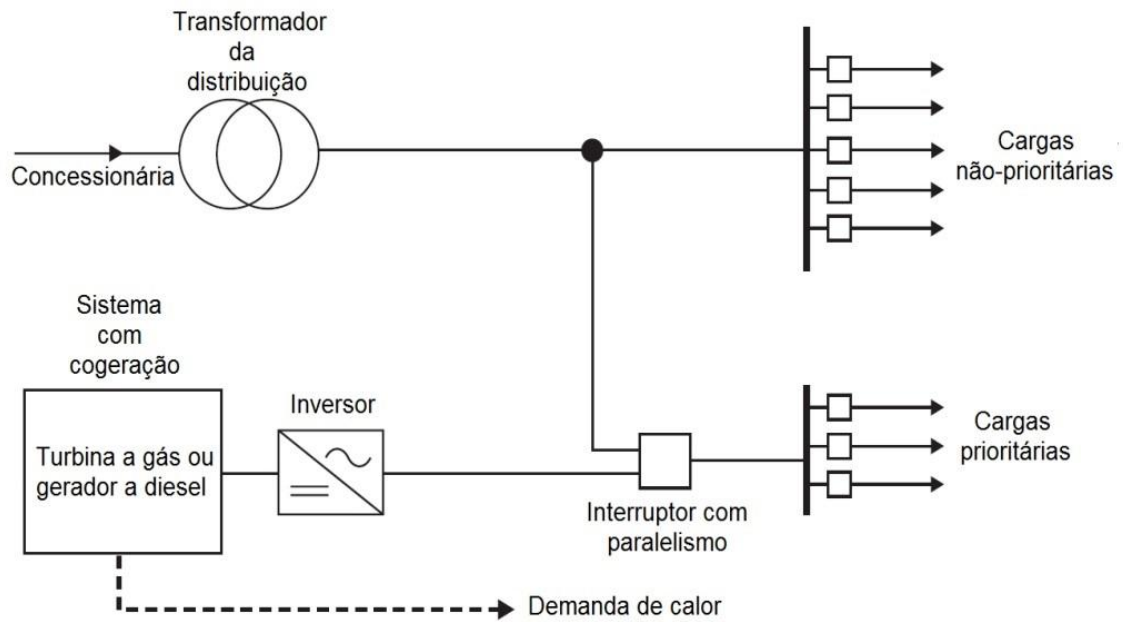 Transformador
da
distribuição
Concessionária
Cargas
não-prioritárias
Sistema
com
cogeração
Turbina a gás ou
gerador a diesel
Inversor
Interruptor com
paralelismo
Cargas
prioritárias
Demanda de calor